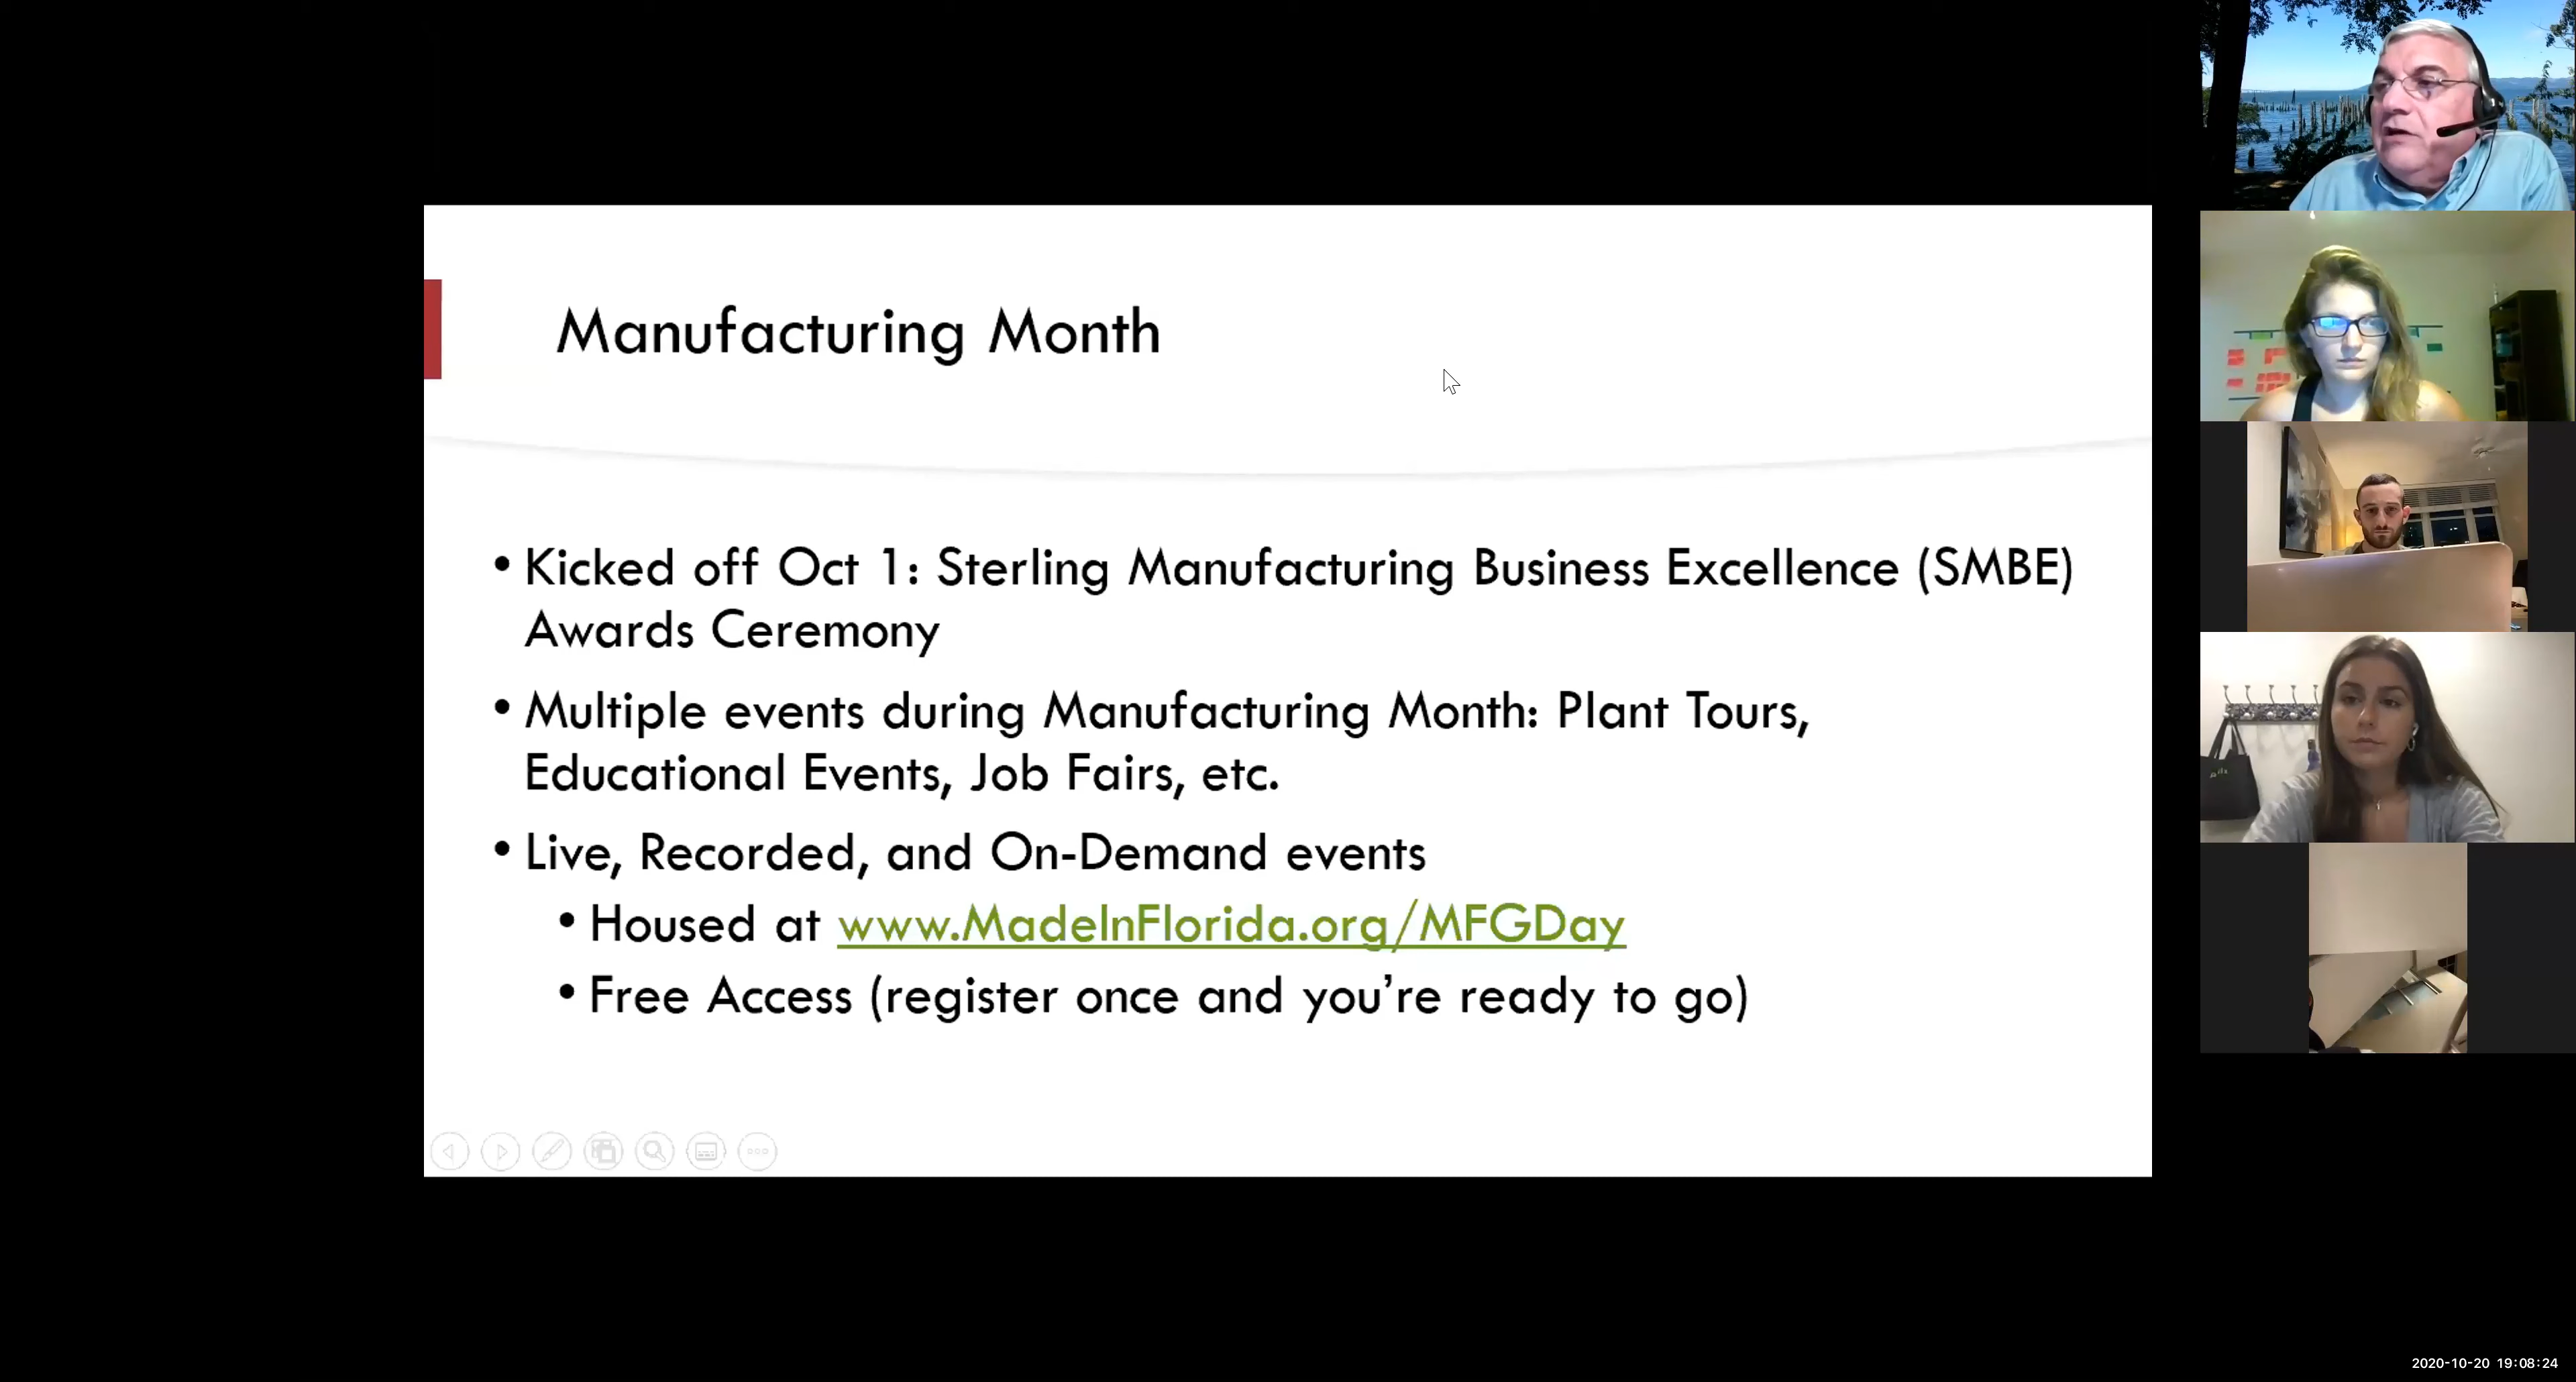 Manufacturing Month
• Kicked off Oct 1: Sterling Manufacturing Business Excellence (SMBE)
Awards Ceremony
• Multiple events during Manufacturing Month: Plant Tours,
Educational Events, Job Fairs, etc.
• Live, Recorded, and On-Demand events
• Housed at www.MadeInFlorida.org/MFGDay
• Free Access (register once and you’re ready to go)
2020-10-20 19:08:24